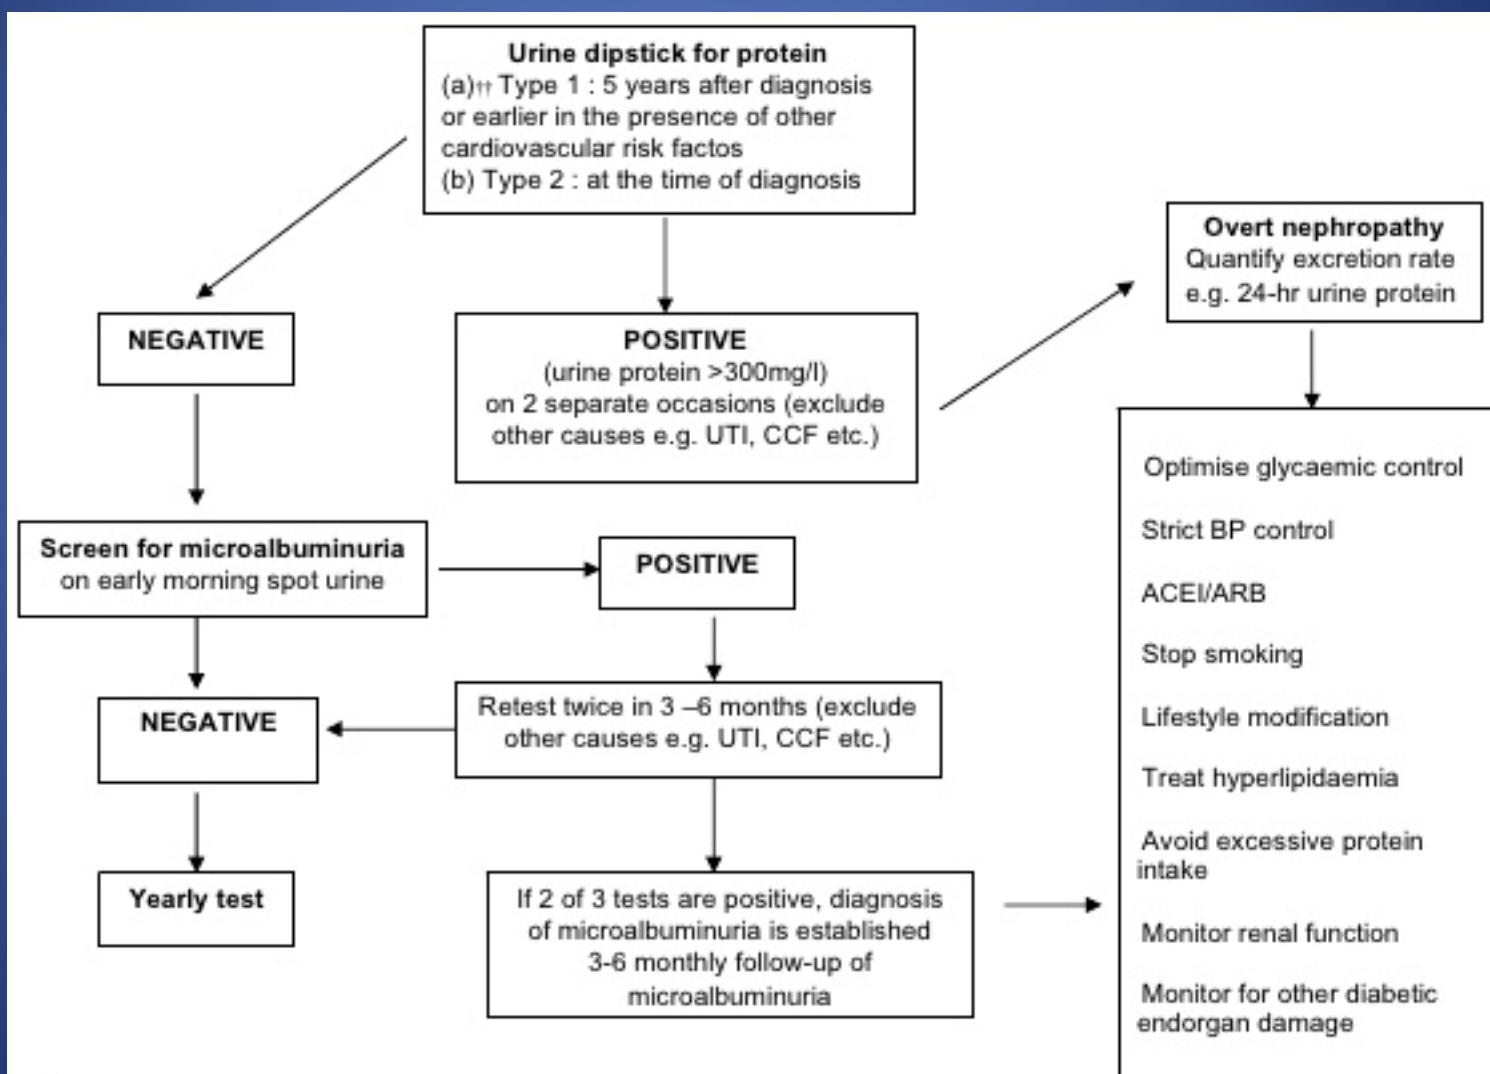 Urine dipstick for protein
(a)†† Type 1 : 5 years after diagnosis
or earlier in the presence of other
cardiovascular risk factos
(b) Type 2 : at the time of diagnosis
NEGATIVE
POSITIVE
(urine protein >300mg/l)
on 2 separate occasions (exclude
other causes e.g. UTI, CCF etc.)
Overt nephropathy
Quantify excretion rate
e.g. 24-hr urine protein
Screen for microalbuminuria
on early morning spot urine
POSITIVE
NEGATIVE
Retest twice in 3 –6 months (exclude
other causes e.g. UTI, CCF etc.)
Yearly test
If 2 of 3 tests are positive, diagnosis
of microalbuminuria is established
3-6 monthly follow-up of
microalbuminuria
Optimise glycaemic control
Strict BP control
ACEI/ARB
Stop smoking
Lifestyle modification
Treat hyperlipidaemia
Avoid excessive protein
intake
Monitor renal function
Monitor for other diabetic
endorgan damage